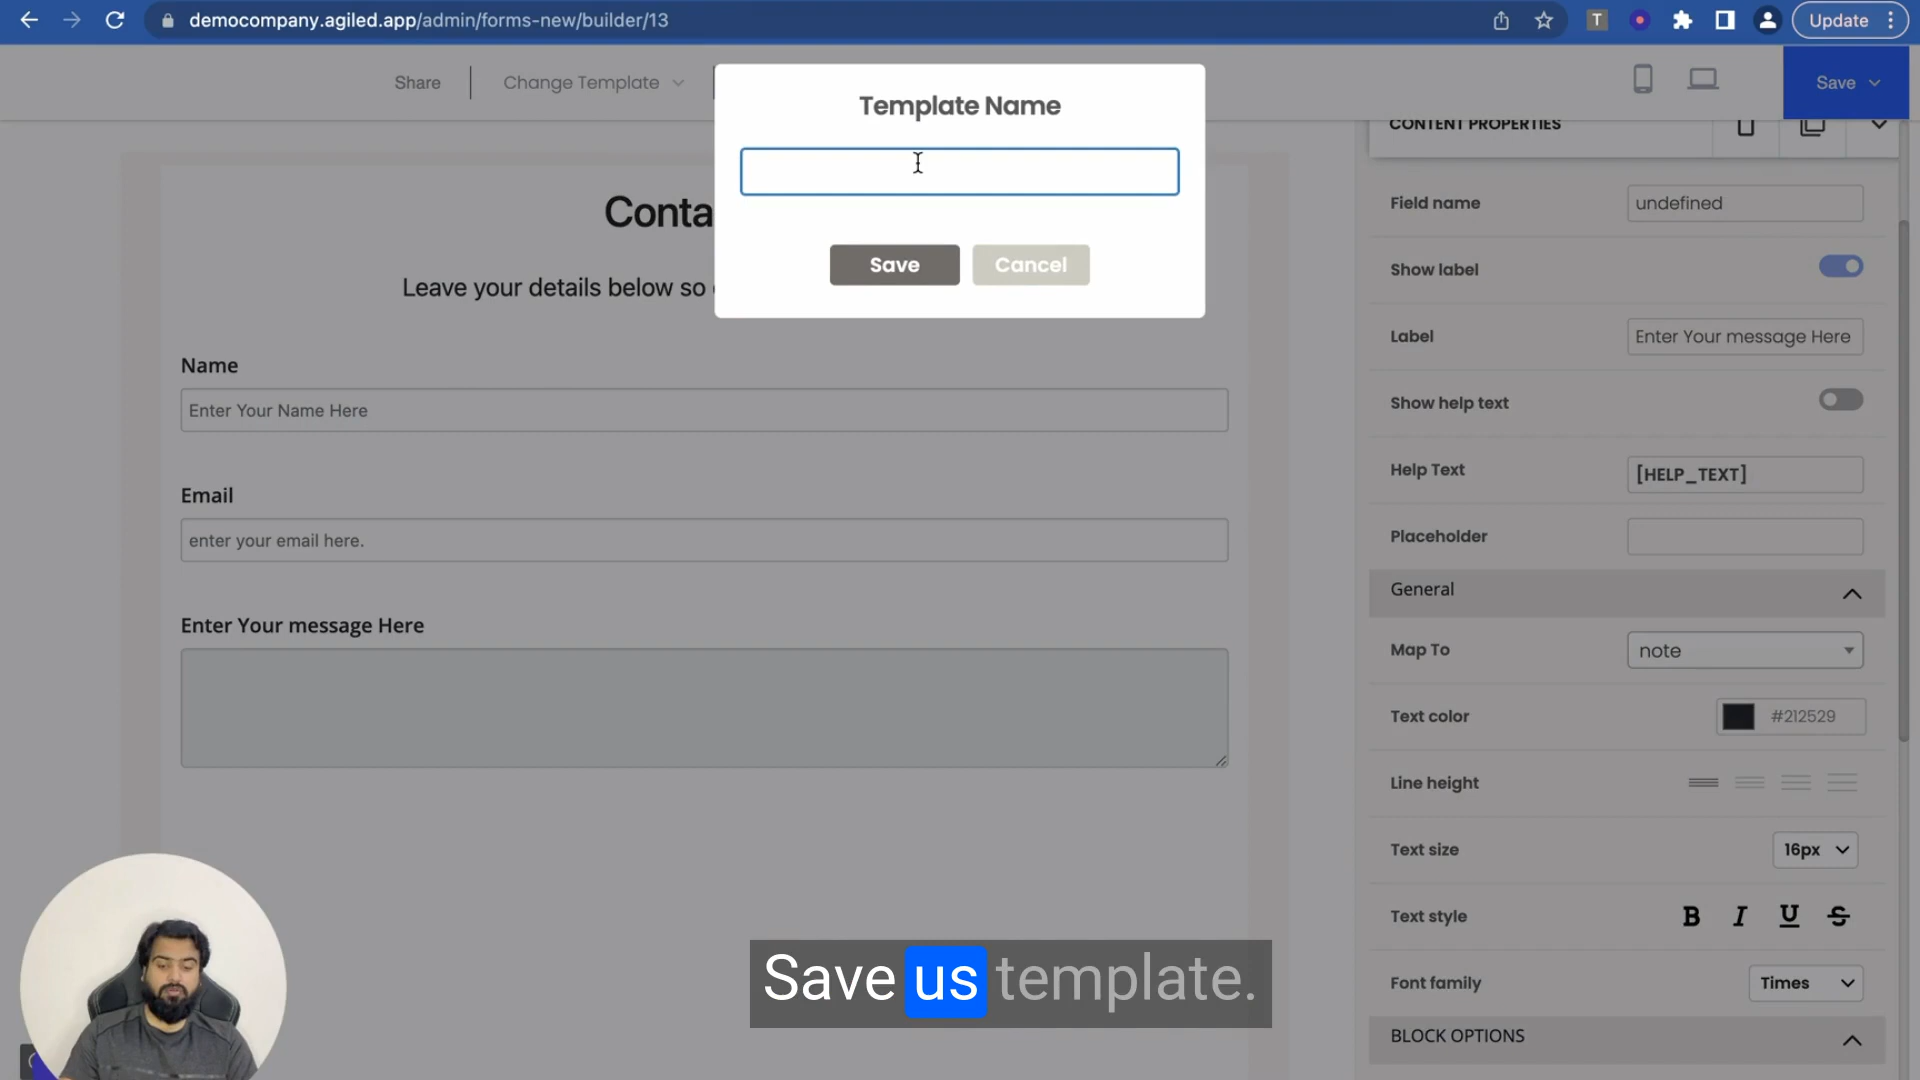 democompany.agiled.app/admin/forms-new/builder/13
T
Update
Share
Change Template
Save
Template Name
Save
Cancel
CONTENT PROPERTIES
Field name
undefined
Show label
Label
Enter Your message Here
Show help text
Help Text
[HELP_TEXT]
Placeholder
General
Map To
note
Text color
#212529
Line height
Text size
16px
Text style
B I U S
Font family
Times
BLOCK OPTIONS
Conta
Leave your details below so
Name
Enter Your Name Here
Email
enter your email here.
Enter Your message Here
Save us template.